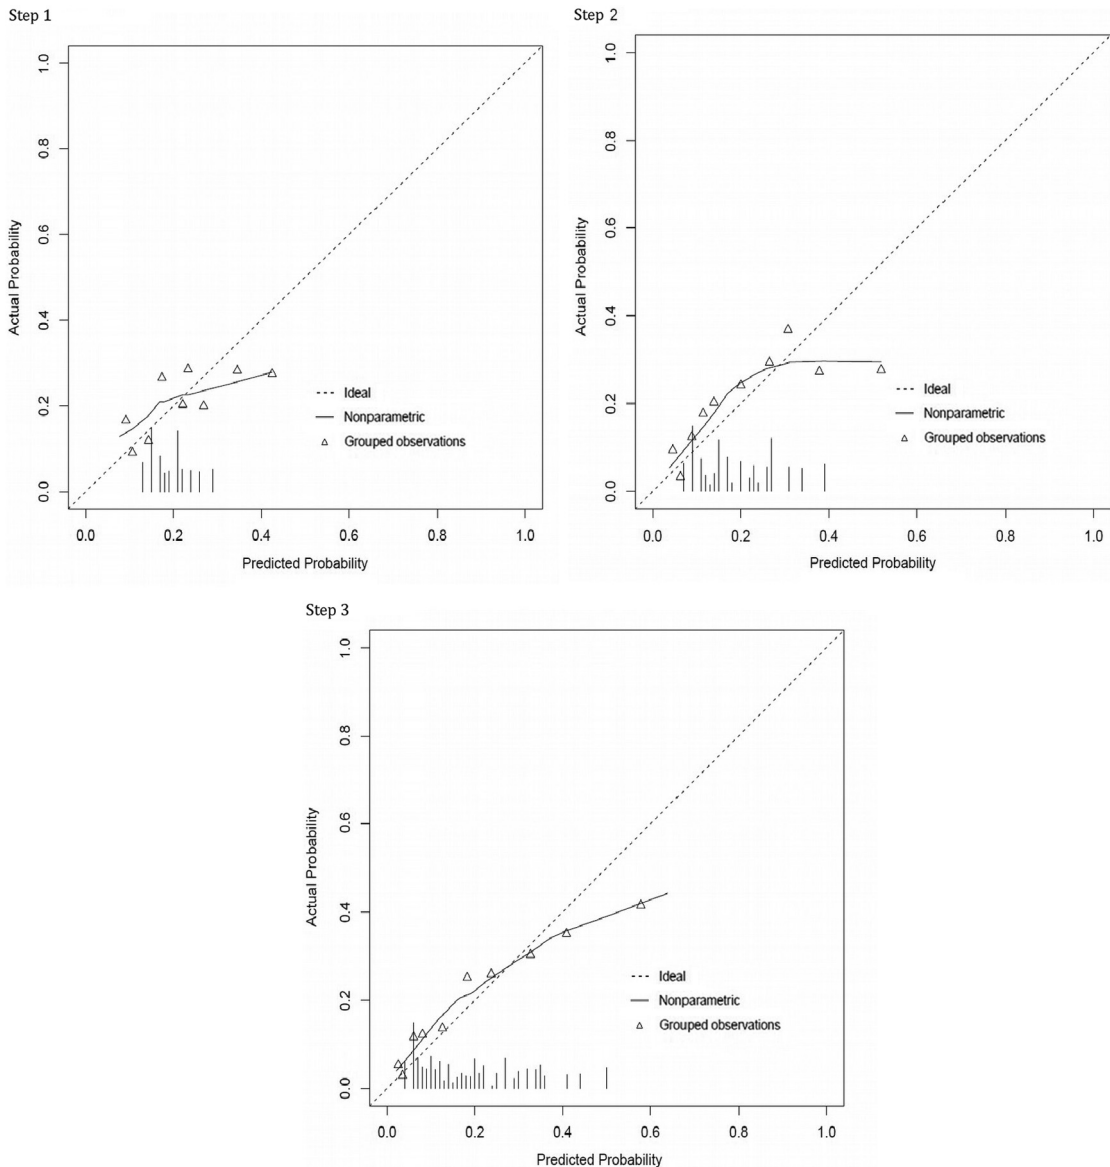 Step 1
1.0
0.8
0.6
0.4
0.2
0.0
Actual Probability
Ideal
Nonparametric
Grouped observations
0.0 0.2 0.4 0.6 0.8 1.0
Predicted Probability
Step 2
1.0
0.8
0.6
0.4
0.2
0.0
Actual Probability
Ideal
Nonparametric
Grouped observations
0.0 0.2 0.4 0.6 0.8 1.0
Predicted Probability
Step 3
1.0
0.8
0.6
0.4
0.2
0.0
Actual Probability
Ideal
Nonparametric
Grouped observations
0.0 0.2 0.4 0.6 0.8 1.0
Predicted Probability